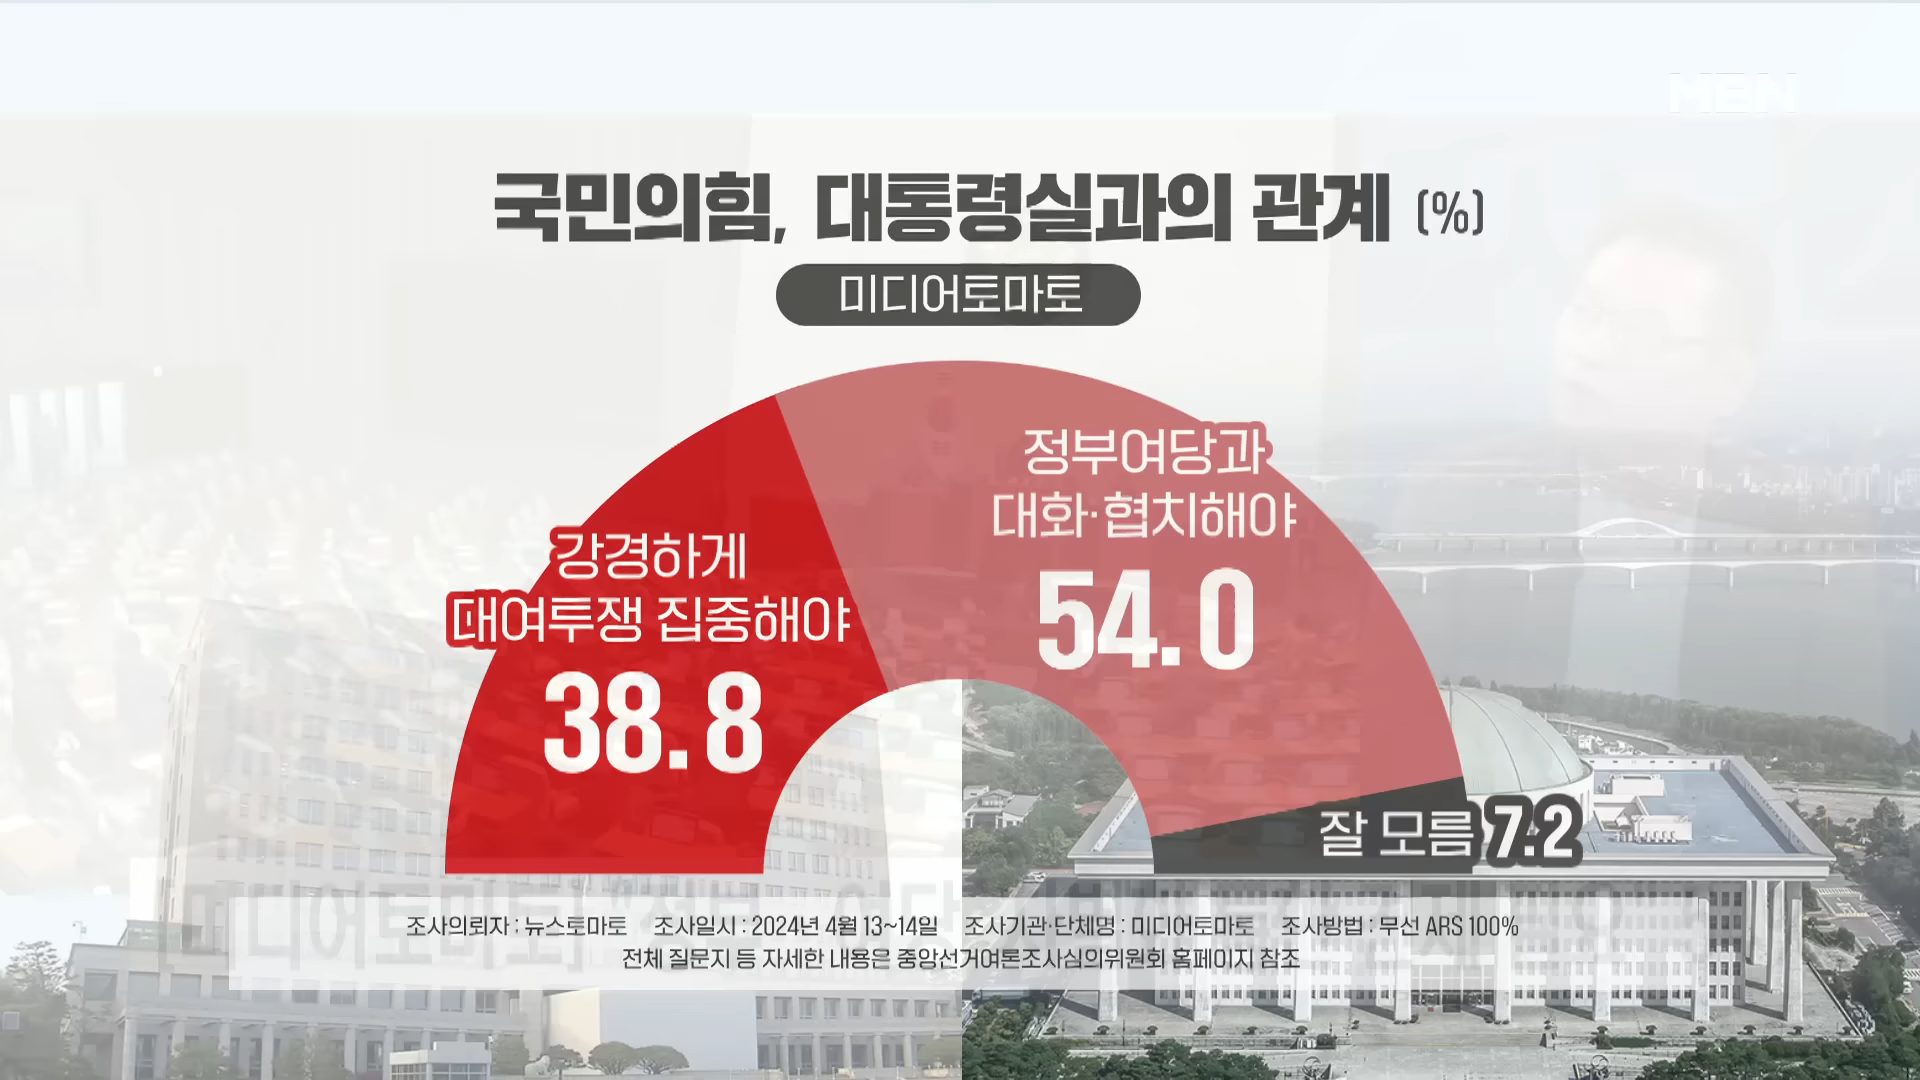 MBN
국민의힘, 대통령실과의 관계 (%)
미디어토마토
정부여당과
대화·협치해야
54.0
강경하게
대여투쟁 집중해야
38.8
잘 모름 7.2
조사의뢰자 : 뉴스토마토 조사일시 : 2024년 4월 13~14일 조사기관·단체명 : 미디어토마토 조사방법 : 무선 ARS 100%
전체 질문지 등 자세한 내용은 중앙선거여론조사심의위원회 홈페이지 참조